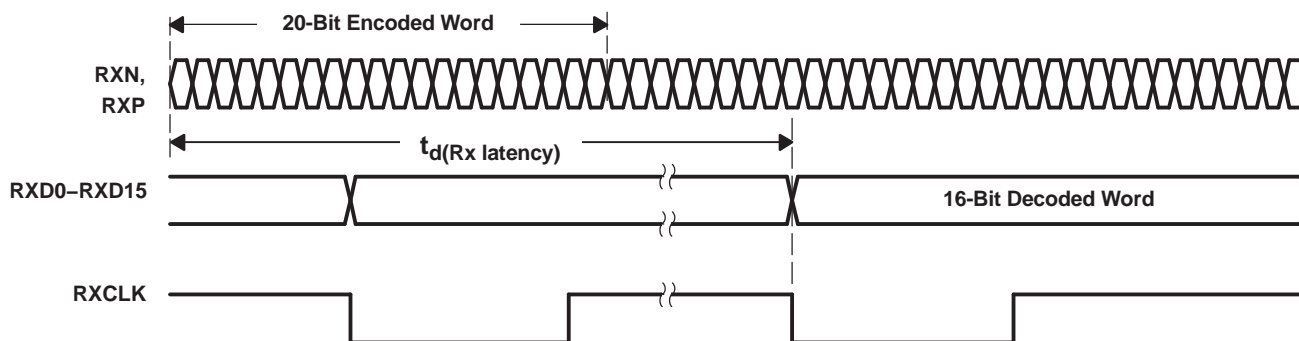 20-Bit Encoded Word
RXN,
RXP
td(Rx latency)
RXD0–RXD15
16-Bit Decoded Word
RXCLK